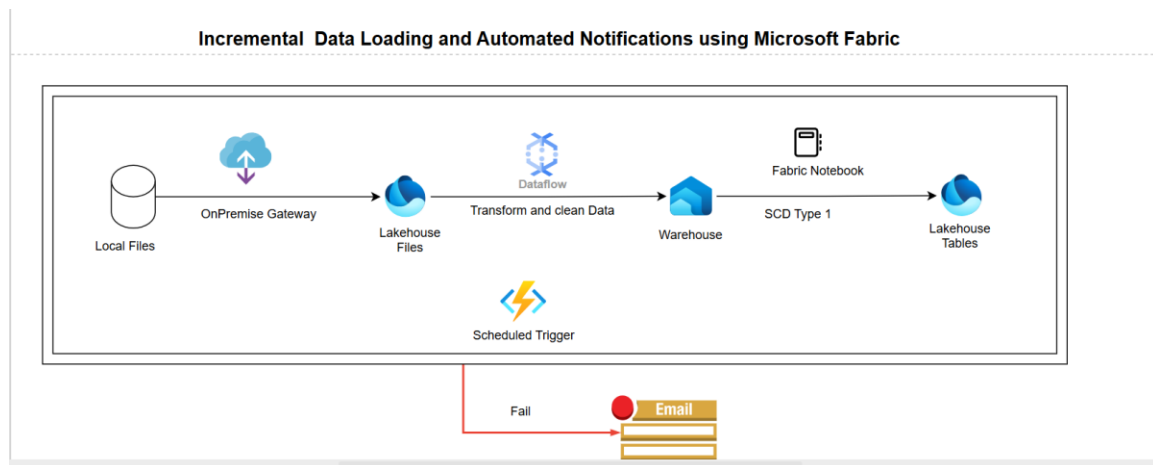 Incremental  Data Loading and Automated Notifications using Microsoft Fabric
Local Files
OnPremise Gateway
Lakehouse
Files
Dataflow
Transform and clean Data
Warehouse
Fabric Notebook
SCD Type 1
Lakehouse
Tables
Scheduled Trigger
Fail
Email